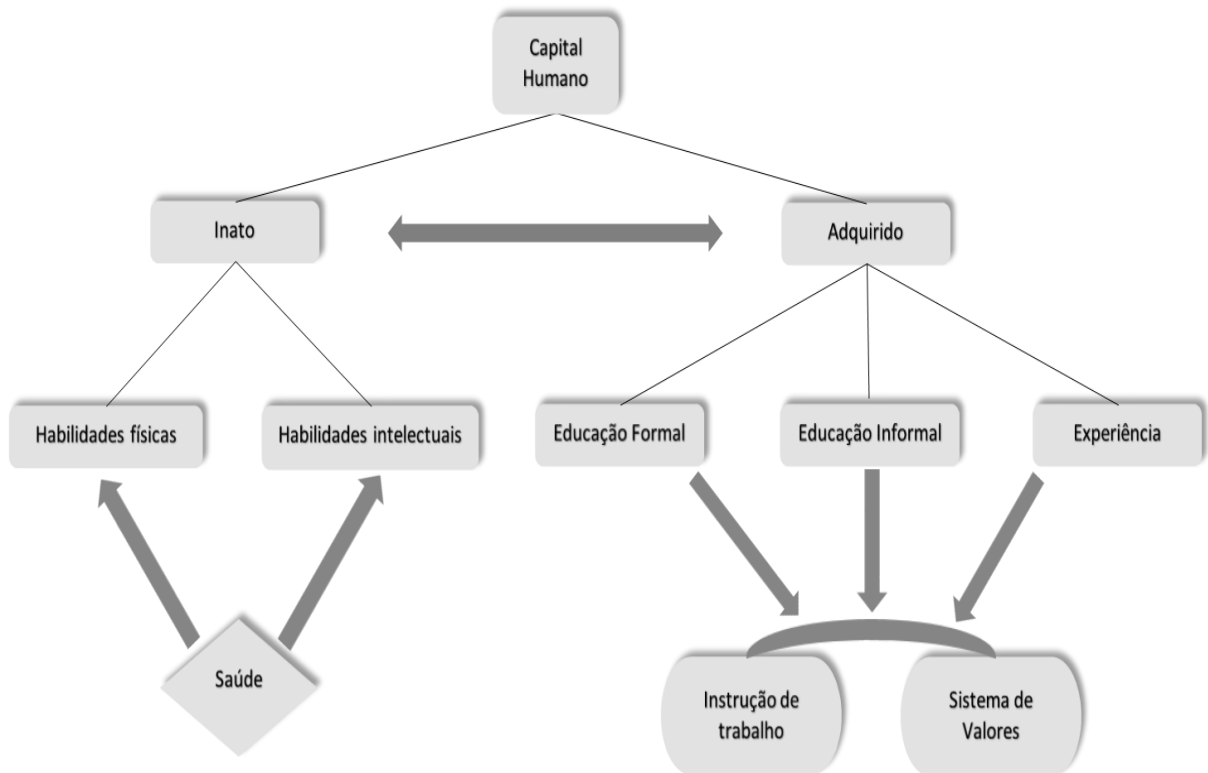 Capital
Humano
Inato
Adquirido
Habilidades físicas
Habilidades intelectuais
Educação Formal
Educação Informal
Experiência
Saúde
Instrução de
trabalho
Sistema de
Valores